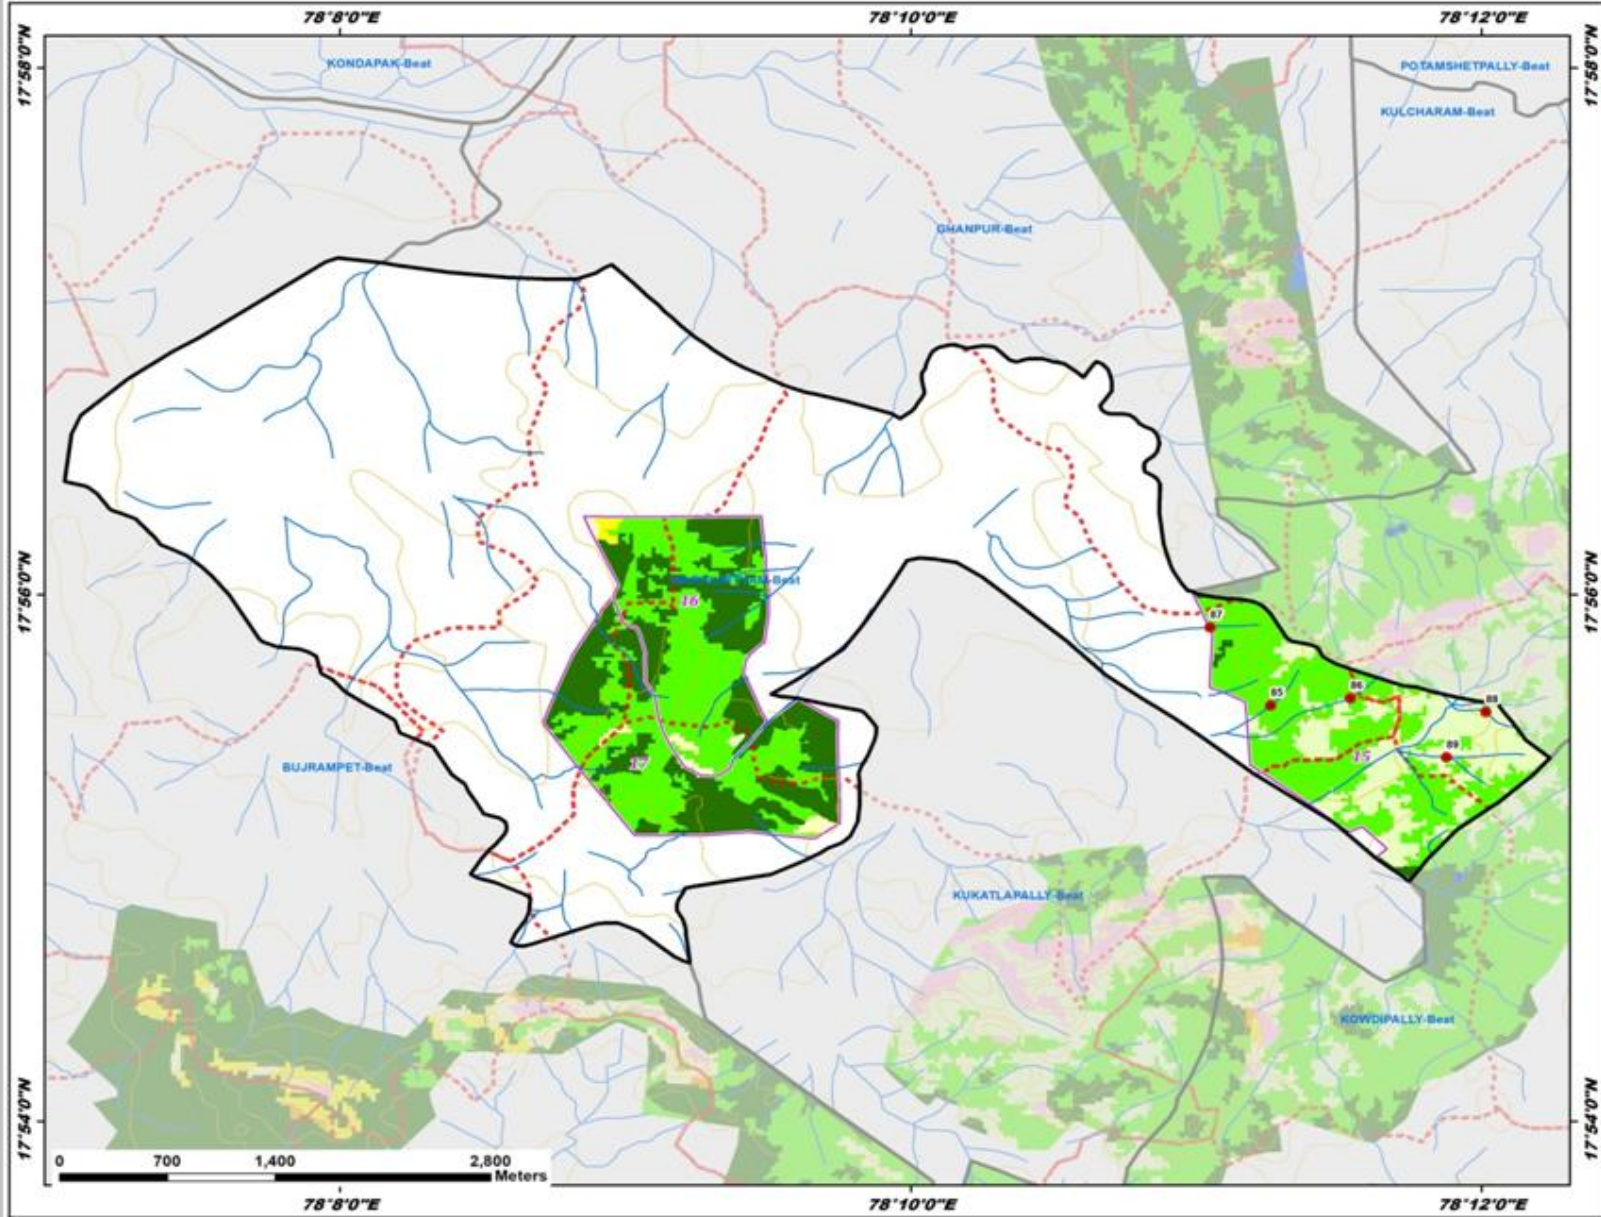 78°8'0"E 78°10'0"E 78°12'0"E
17°58'0"N 17°58'0"N
KONDAPAK-Beat
POTAMSHETPALLY-Beat
KULCHARAM-Beat
GHANPUR-Beat
17°56'0"N 17°56'0"N
-Beat
16
87
86
85
88
15
89
17
BUJRAMPET-Beat
KUKATLAPALLY-Beat
KOWDIPALLY-Beat
17°54'0"N 17°54'0"N
0 700 1,400 2,800
Meters
78°8'0"E 78°10'0"E 78°12'0"E